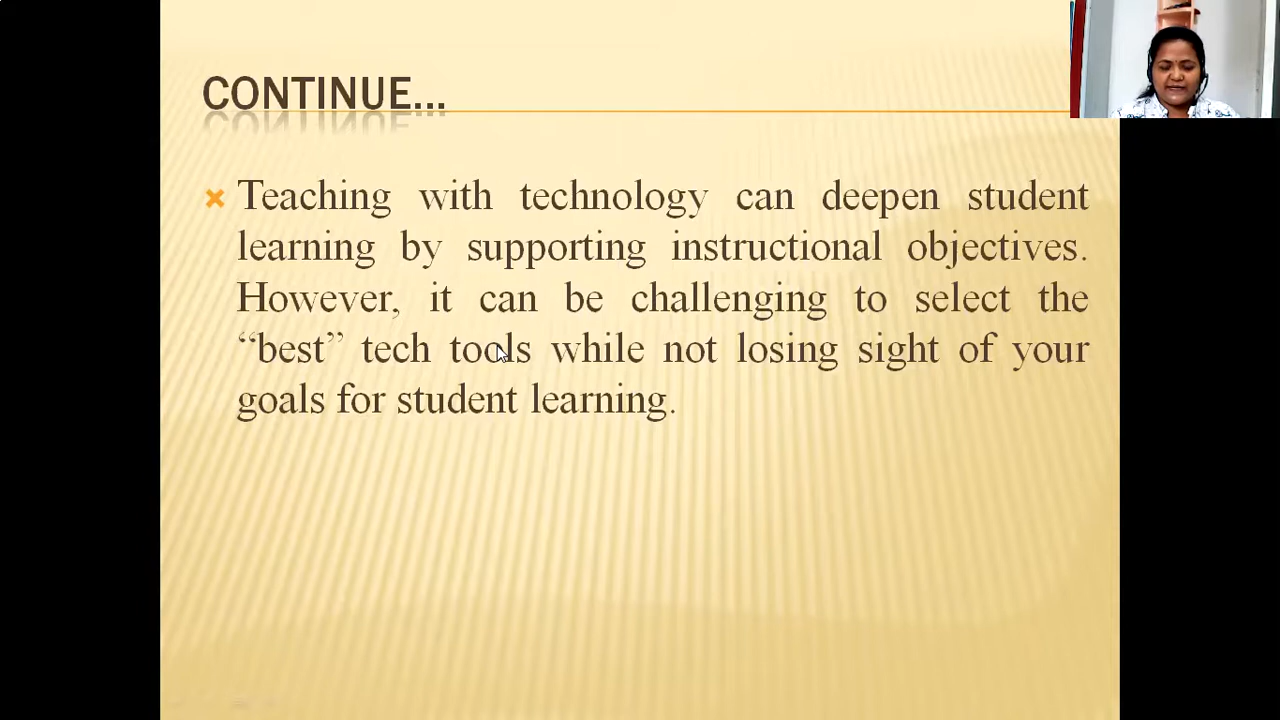 CONTINUE...
Teaching with technology can deepen student
learning by supporting instructional objectives.
However, it can be challenging to select the
“best” tech tools while not losing sight of your
goals for student learning.